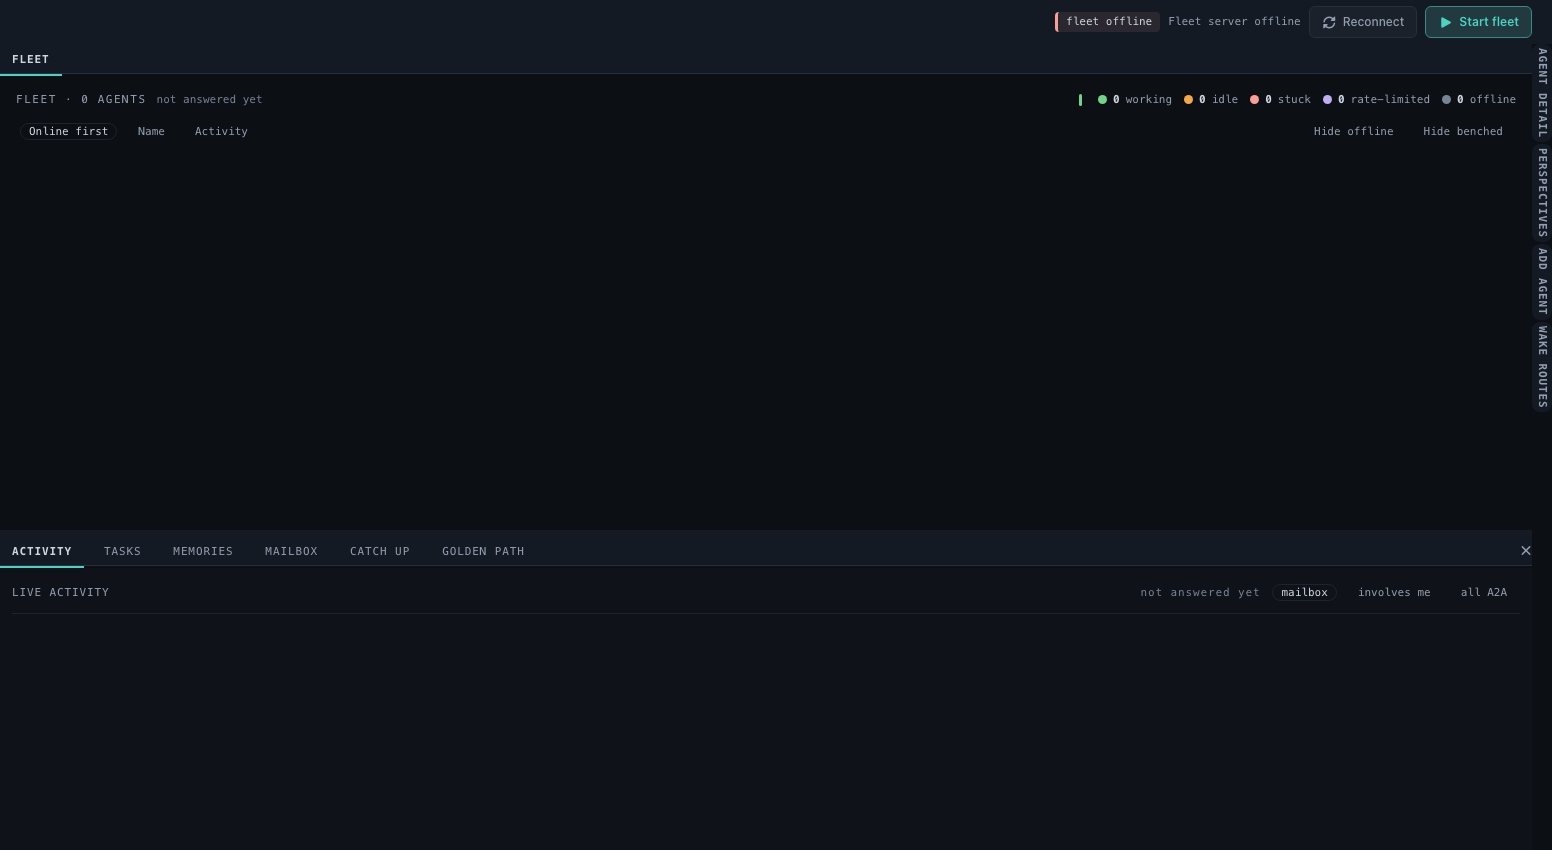 fleet offline Fleet server offline Reconnect Start fleet
FLEET
FLEET · 0 AGENTS not answered yet 0 working 0 idle 0 stuck 0 rate-limited 0 offline
Online first Name Activity Hide offline Hide benched
AGENT DETAIL
PERSPECTIVES
ADD AGENT
WAKE ROUTES
ACTIVITY TASKS MEMORIES MAILBOX CATCH UP GOLDEN PATH
LIVE ACTIVITY not answered yet mailbox involves me all A2A